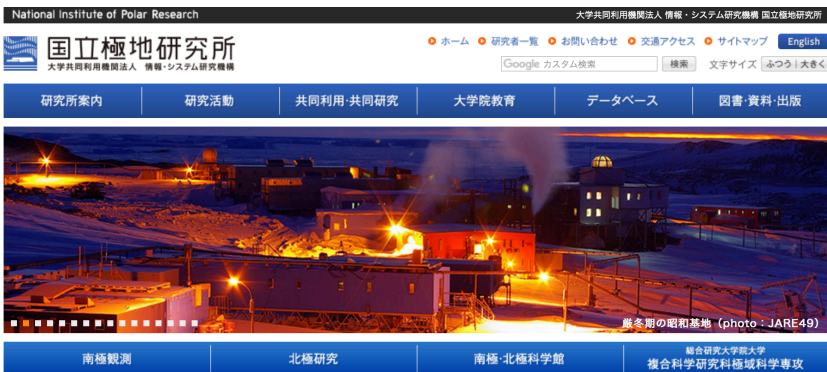 National Institute of Polar Research
大学共同利用機関法人 情報・システム研究機構 国立極地研究所
国立極地研究所
大学共同利用機関法人 情報・システム研究機構
ホーム 研究者一覧 お問い合わせ 交通アクセス サイトマップ English
Google カスタム検索 検索 文字サイズ ふつう 大きく
研究所案内 研究活動 共同利用・共同研究 大学院教育 データベース 図書・資料・出版
厳冬期の昭和基地（photo：JARE49）
南極観測 北極研究 南極・北極科学館 総合研究大学院大学
複合科学研究科極域科学専攻